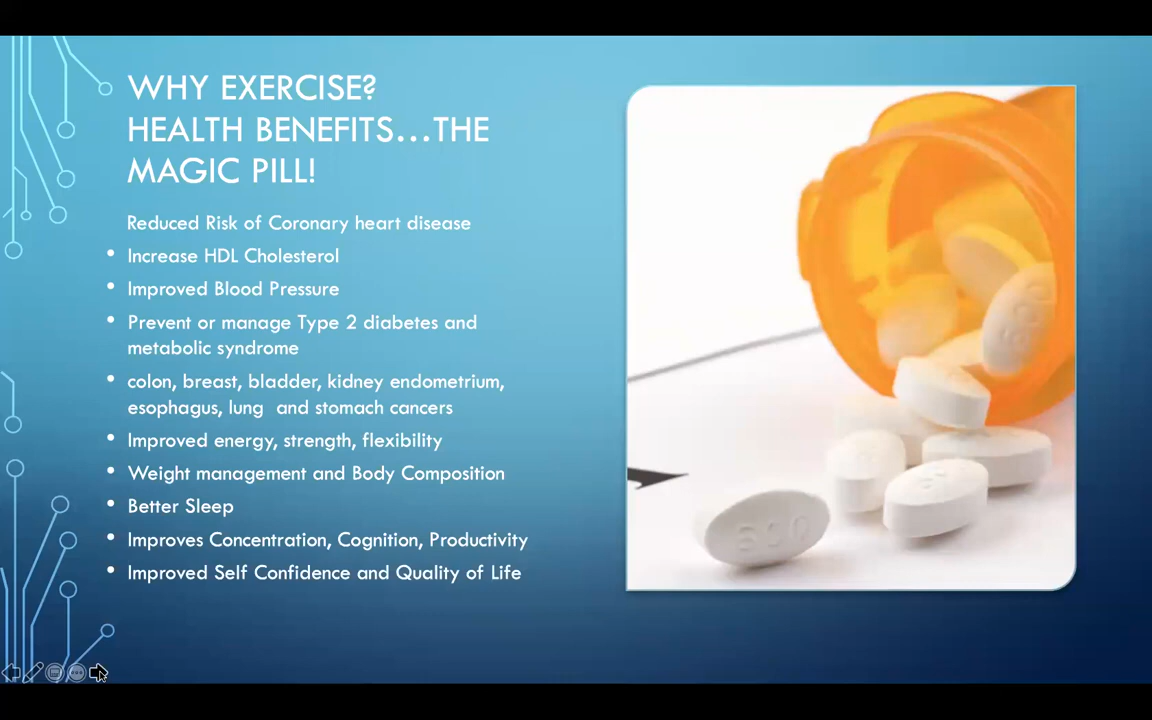 WHY EXERCISE?
HEALTH BENEFITS...THE
MAGIC PILL!
Reduced Risk of Coronary heart disease
• Increase HDL Cholesterol
• Improved Blood Pressure
• Prevent or manage Type 2 diabetes and
metabolic syndrome
• colon, breast, bladder, kidney endometrium,
esophagus, lung  and stomach cancers
• Improved energy, strength, flexibility
• Weight management and Body Composition
• Better Sleep
• Improves Concentration, Cognition, Productivity
• Improved Self Confidence and Quality of Life
500